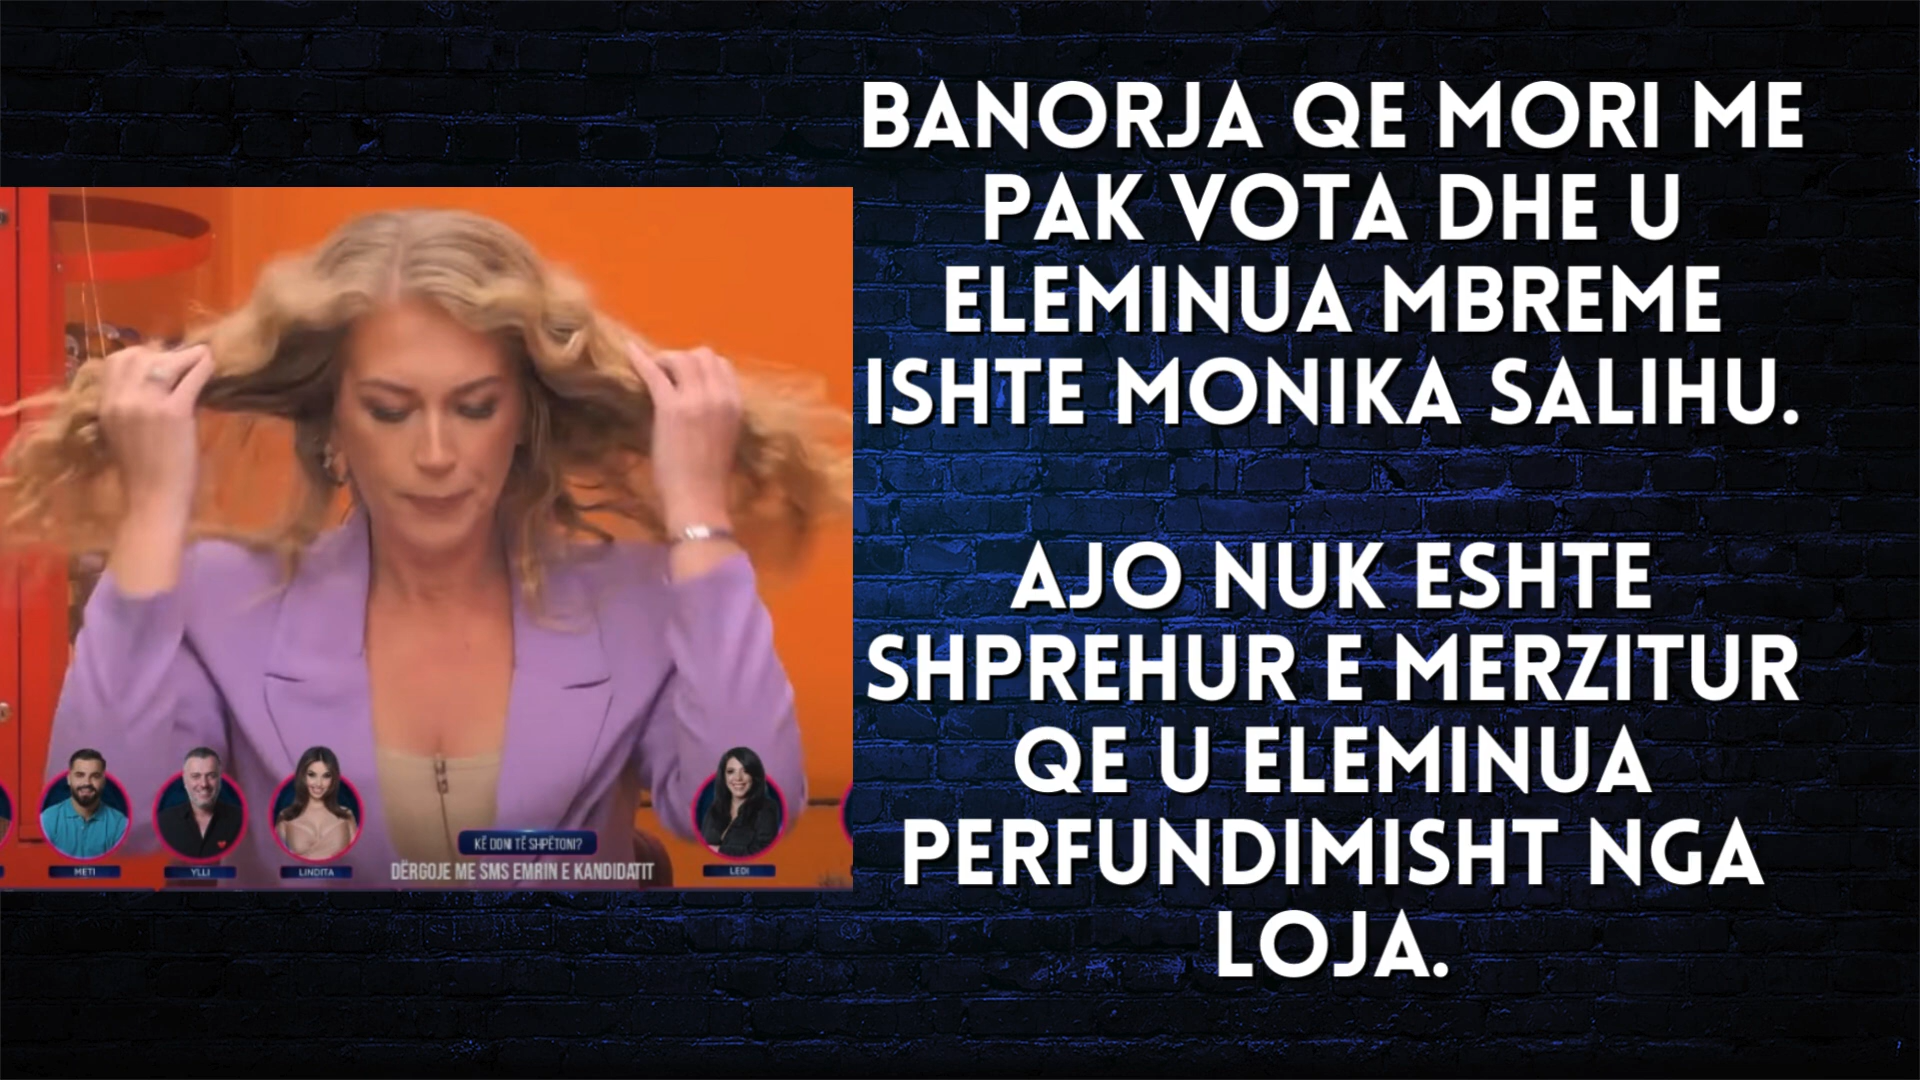 BANORJA QE MORI ME
PAK VOTA DHE U
ELEMINUA MBREME
ISHTE MONIKA SALIHU.
AJO NUK ESHTE
SHPREHUR E MERZITUR
QE U ELEMINUA
PERFUNDIMISHT NGA
LOJA.
KË DONI TË SHPËTONI?
DËRGOJE ME SMS EMRIN E KANDIDATIT
METI
YLLI
LINDITA
LEDI